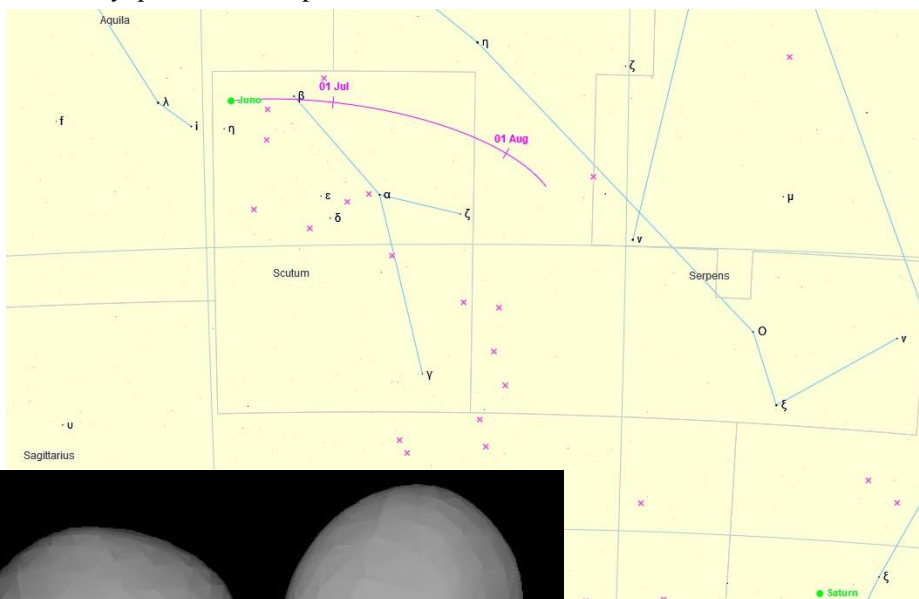 Aquila
η
ζ
λ
01 Jul
Juno
β
f
i
η
01 Aug
ε
α
μ
δ
ζ
ν
Scutum
Serpens
Ο
ν
γ
ξ
υ
Sagittarius
ξ
Saturn